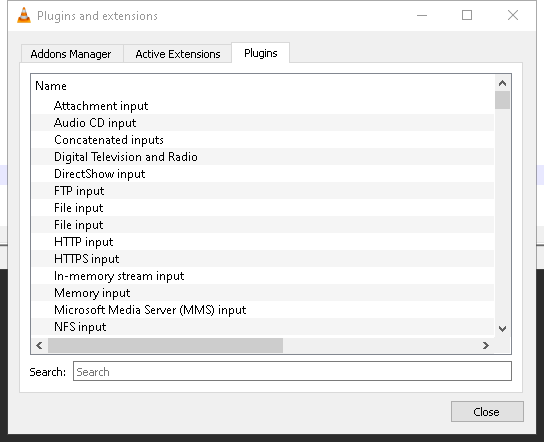 Plugins and extensions
Addons Manager Active Extensions Plugins
Name
Attachment input
Audio CD input
Concatenated inputs
Digital Television and Radio
DirectShow input
FTP input
File input
File input
HTTP input
HTTPS input
In-memory stream input
Memory input
Microsoft Media Server (MMS) input
NFS input
Search: Search
Close